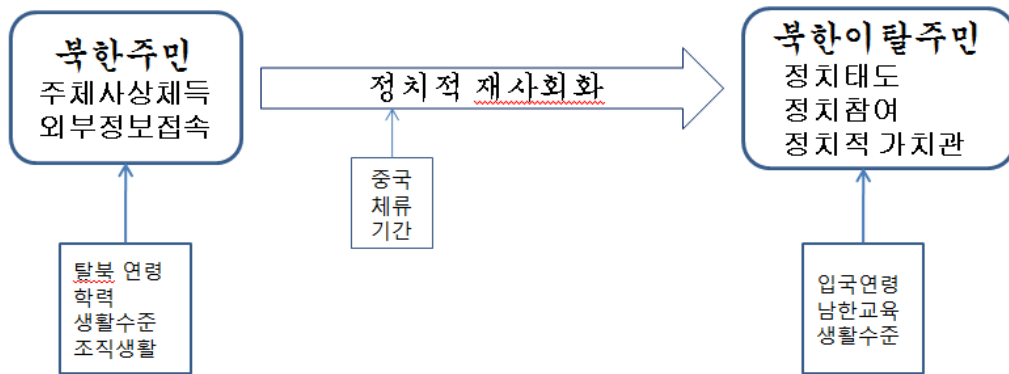 북한주민
주체사상체득
외부정보접속
정치적 재사회화
북한이탈주민
정치태도
정치참여
정치적 가치관
중국
체류
기간
탈북 연령
학력
생활수준
조직생활
입국연령
남한교육
생활수준